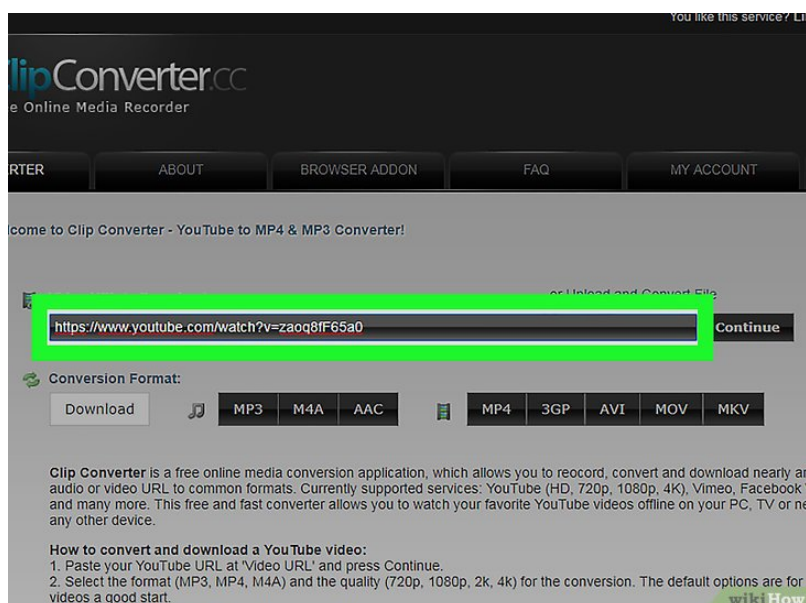 You like this service?
lipConverter.cc
e Online Media Recorder
RTER
ABOUT
BROWSER ADDON
FAQ
MY ACCOUNT
lcome to Clip Converter - YouTube to MP4 & MP3 Converter!
or Upload and Convert File
https://www.youtube.com/watch?v=zaoq8fF65a0
Continue
Conversion Format:
Download
MP3
M4A
AAC
MP4
3GP
AVI
MOV
MKV
Clip Converter is a free online media conversion application, which allows you to reocord, convert and download nearly
audio or video URL to common formats. Currently supported services: YouTube (HD, 720p, 1080p, 4K), Vimeo, Facebook
and many more. This free and fast converter allows you to watch your favorite YouTube videos offline on your PC, TV or
any other device.
How to convert and download a YouTube video:
1. Paste your YouTube URL at 'Video URL' and press Continue.
2. Select the format (MP3, MP4, M4A) and the quality (720p, 1080p, 2k, 4k) for the conversion. The default options are for
videos a good start.
wikiHow